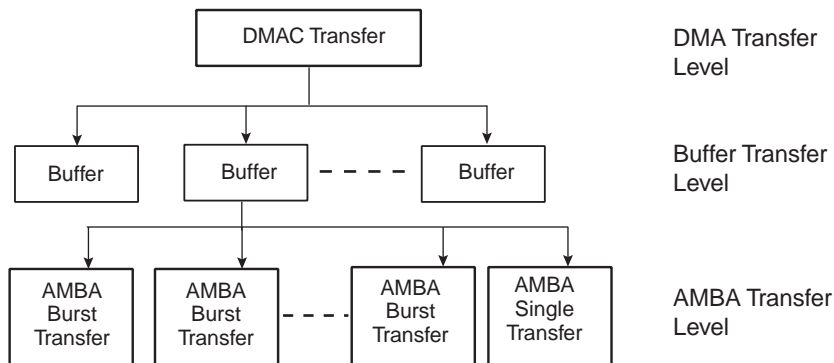 DMAC Transfer
DMA Transfer
Level
Buffer
Buffer
Buffer
Buffer Transfer
Level
AMBA
Burst
Transfer
AMBA
Burst
Transfer
AMBA
Burst
Transfer
AMBA
Single
Transfer
AMBA Transfer
Level